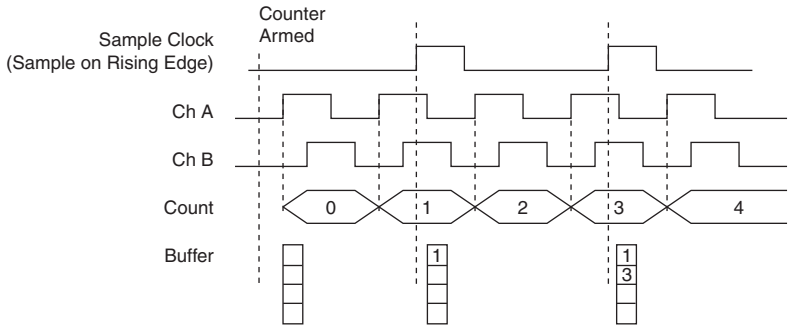 Counter
Armed
Sample Clock
(Sample on Rising Edge)
Ch A
Ch B
Count 0 1 2 3 4
Buffer 1 1
3